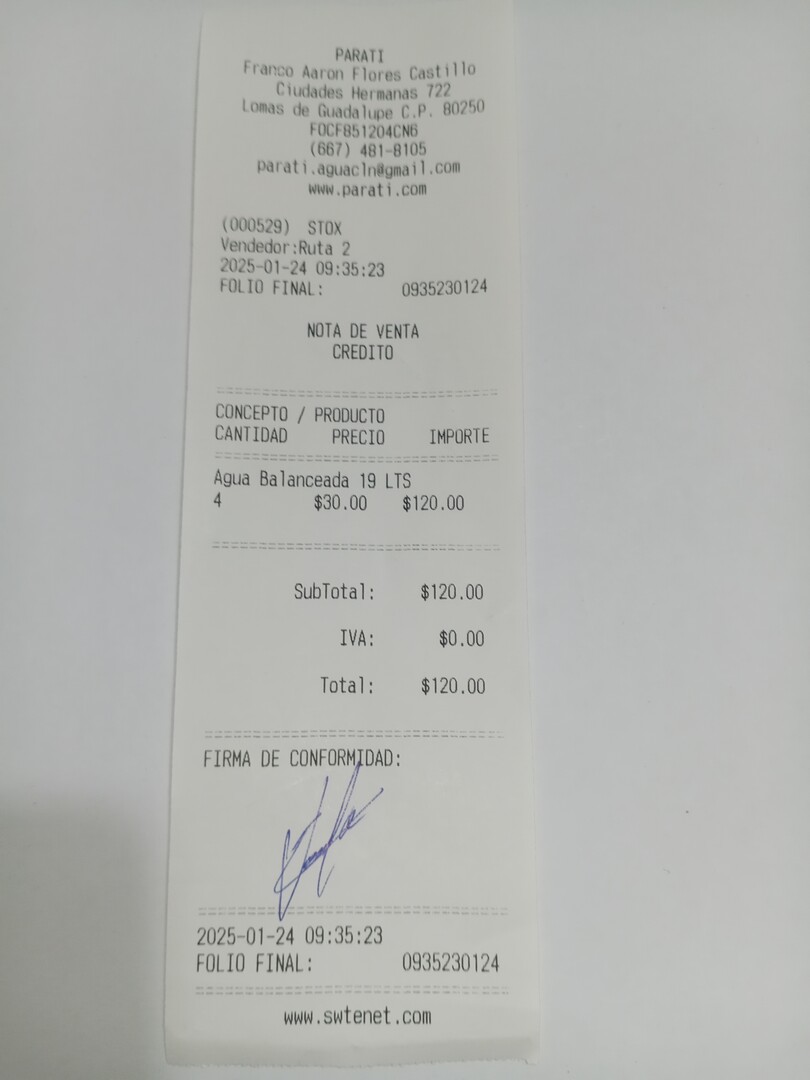 PARATI
Franco Aaron Flores Castillo
Ciudades Hermanas 722
Lomas de Guadalupe C.P. 80250
FOCF851204CN6
(667) 481-8105
parati.aguacln@gmail.com
www.parati.com
(000529) STOX
Vendedor:Ruta 2
2025-01-24 09:35:23
FOLIO FINAL: 0935230124
NOTA DE VENTA
CREDITO
CONCEPTO / PRODUCTO
CANTIDAD PRECIO IMPORTE
Agua Balanceada 19 LTS
4 $30.00 $120.00
SubTotal: $120.00
IVA: $0.00
Total: $120.00
FIRMA DE CONFORMIDAD:
2025-01-24 09:35:23
FOLIO FINAL: 0935230124
www.swtenet.com